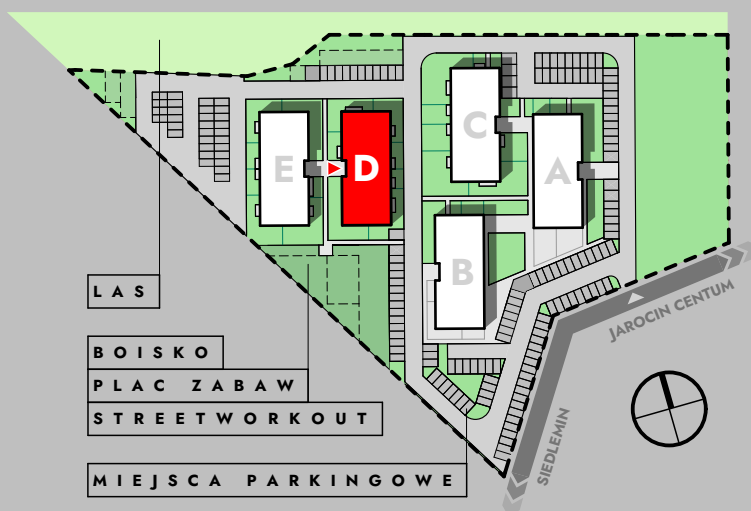 C
E
D
A
B
LAS
JAROCIN CENTUM
BOISKO
PLAC ZABAW
STREETWORKOUT
SIEDLEMIN
MIEJSCA PARKINGOWE